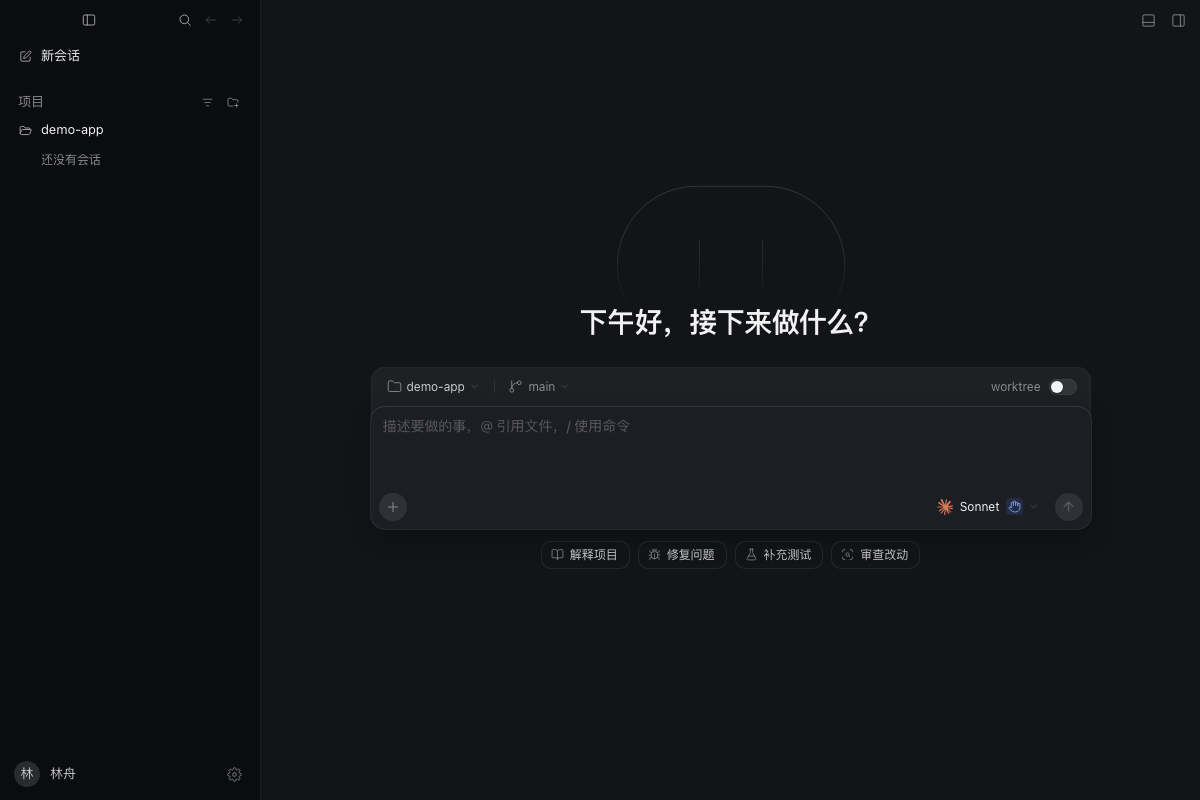 新会话
项目
demo-app
还没有会话
下午好，接下来做什么?
demo-app main worktree
描述要做的事，@ 引用文件，/ 使用命令
Sonnet
解释项目 修复问题 补充测试 审查改动
林 林舟